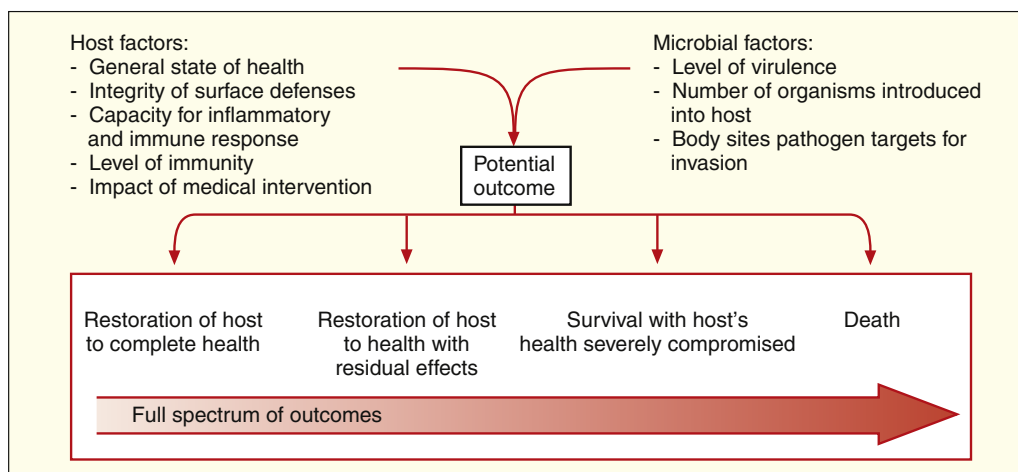 Host factors:
- General state of health
- Integrity of surface defenses
- Capacity for inflammatory
and immune response
- Level of immunity
- Impact of medical intervention
Microbial factors:
- Level of virulence
- Number of organisms introduced
into host
- Body sites pathogen targets for
invasion
Potential
outcome
Restoration of host
to complete health
Restoration of host
to health with
residual effects
Survival with host's
health severely compromised
Death
Full spectrum of outcomes